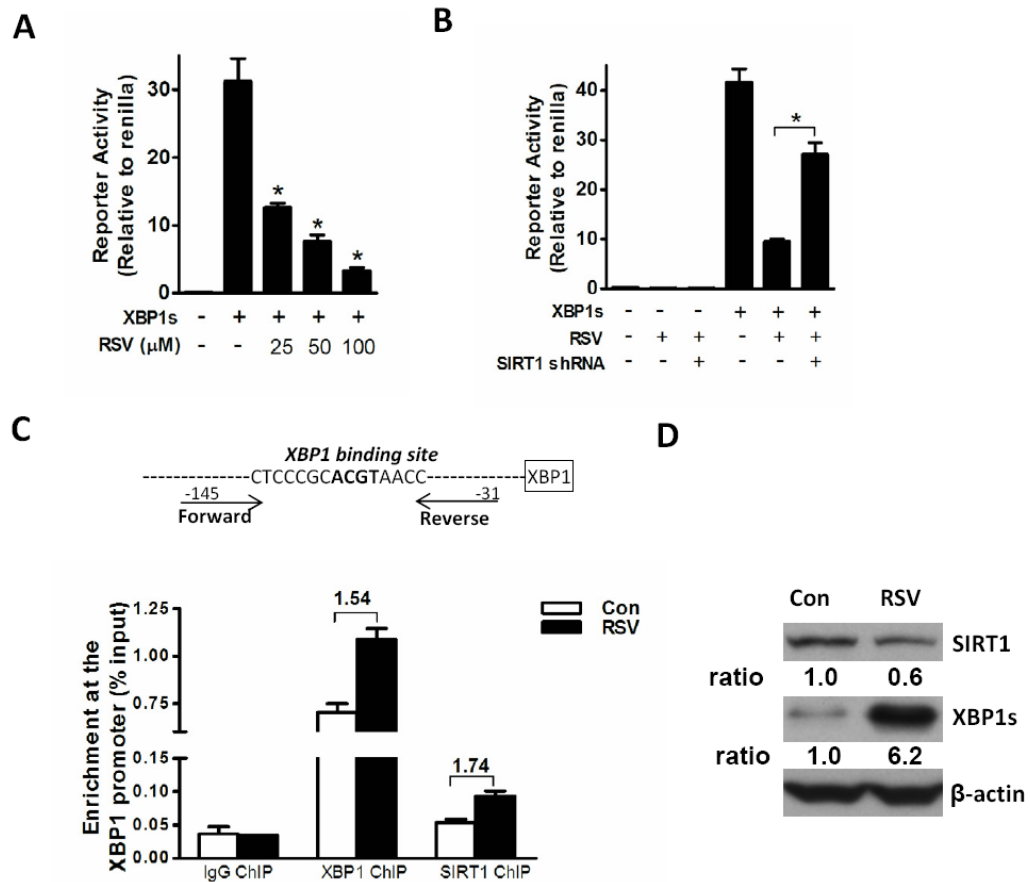 A
Reporter Activity
(Relative to renilla)
30
20
10
0
*
*
*
XBP1s - + + + +
RSV (μM) - - 25 50 100
B
Reporter Activity
(Relative to renilla)
40
30
20
10
0
*
XBP1s - - - + + +
RSV - + + - + +
SIRT1 shRNA - - + - - +
C
XBP1 binding site
CTCCCGCACGTAACC
XBP1
-145
-31
Forward
Reverse
Enrichment at the
XBP1 promoter (% input)
1.25
1.00
0.75
0.15
0.10
0.05
0.00
1.54
1.74
Con
RSV
IgG ChIP
XBP1 ChIP
SIRT1 ChIP
D
Con RSV
SIRT1
ratio 1.0 0.6
XBP1s
ratio 1.0 6.2
β-actin